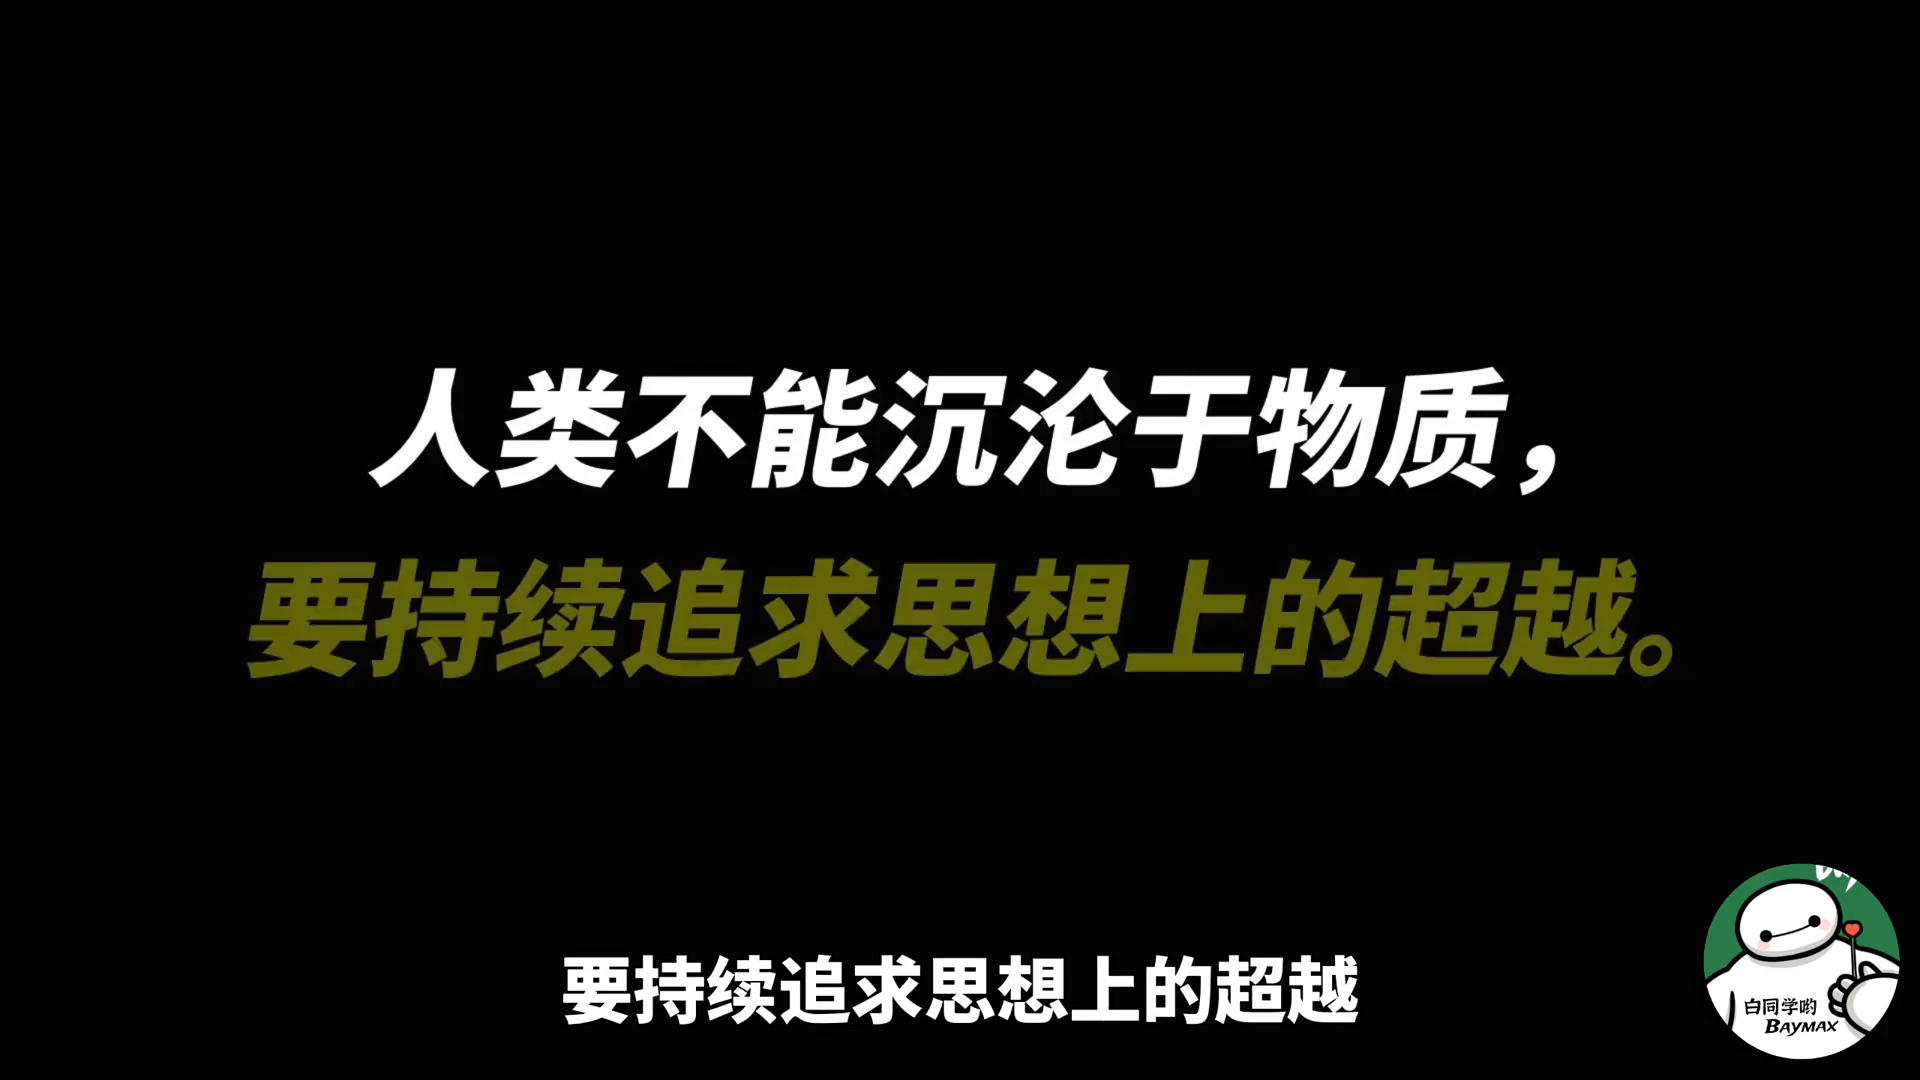 人类不能沉沦于物质，
要持续追求思想上的超越。
要持续追求思想上的超越
白同学哟
BAYMAX